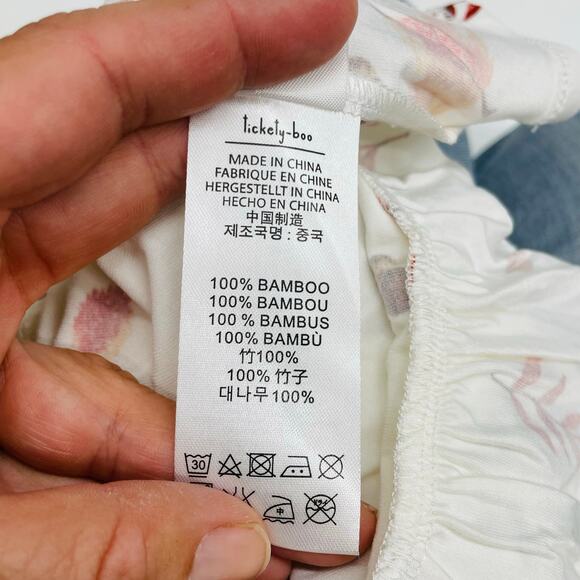 tickety-boo
MADE IN CHINA
FABRIQUE EN CHINE
HERGESTELLT IN CHINA
HECHO EN CHINA
中国制造
제조국명 : 중국
100% BAMBOO
100% BAMBOU
100 % BAMBUS
100% BAMBÙ
竹100%
100% 竹子
대나무 100%
30
中